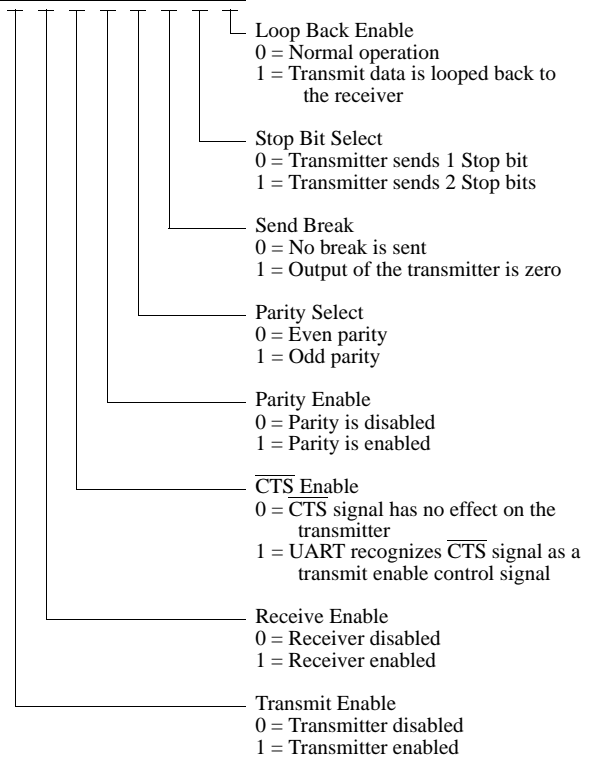 Loop Back Enable
0 = Normal operation
1 = Transmit data is looped back to
the receiver
Stop Bit Select
0 = Transmitter sends 1 Stop bit
1 = Transmitter sends 2 Stop bits
Send Break
0 = No break is sent
1 = Output of the transmitter is zero
Parity Select
0 = Even parity
1 = Odd parity
Parity Enable
0 = Parity is disabled
1 = Parity is enabled
C̅T̅S̅ Enable
0 = C̅T̅S̅ signal has no effect on the
transmitter
1 = UART recognizes C̅T̅S̅ signal as a
transmit enable control signal
Receive Enable
0 = Receiver disabled
1 = Receiver enabled
Transmit Enable
0 = Transmitter disabled
1 = Transmitter enabled